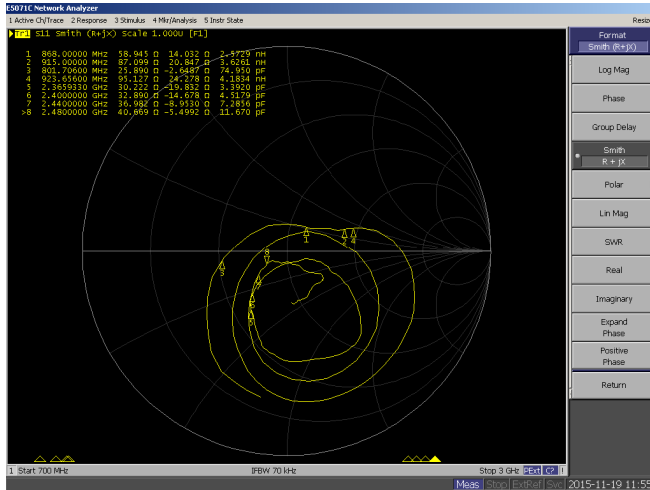 E5071C Network Analyzer
1 Active Ch/Trace 2 Response 3 Stimulus 4 Mkr/Analysis 5 Instr State
Resize
Tr1 S11 Smith (R+jX) Scale 1.000U [F1]
1 868.00000 MHz 58.945 Ω 14.032 Ω 2.5729 nH
2 915.00000 MHz 87.099 Ω 20.847 Ω 3.6261 nH
3 801.70600 MHz 25.890 Ω -2.6487 Ω 74.950 pF
4 923.65600 MHz 95.127 Ω 24.278 Ω 4.1834 nH
5 2.3659330 GHz 30.222 Ω -19.832 Ω 3.3920 pF
6 2.4000000 GHz 32.890 Ω -14.678 Ω 4.5179 pF
7 2.4400000 GHz 36.982 Ω -8.9530 Ω 7.2856 pF
>8 2.4800000 GHz 40.669 Ω -5.4992 Ω 11.670 pF
Format
Smith (R+jX)
Log Mag
Phase
Group Delay
Smith
R + jX
Polar
Lin Mag
SWR
Real
Imaginary
Expand
Phase
Positive
Phase
Return
1 Start 700 MHz IFBW 70 kHz Stop 3 GHz PExt C? !
Meas Stop ExtRef Svc 2015-11-19 11:55